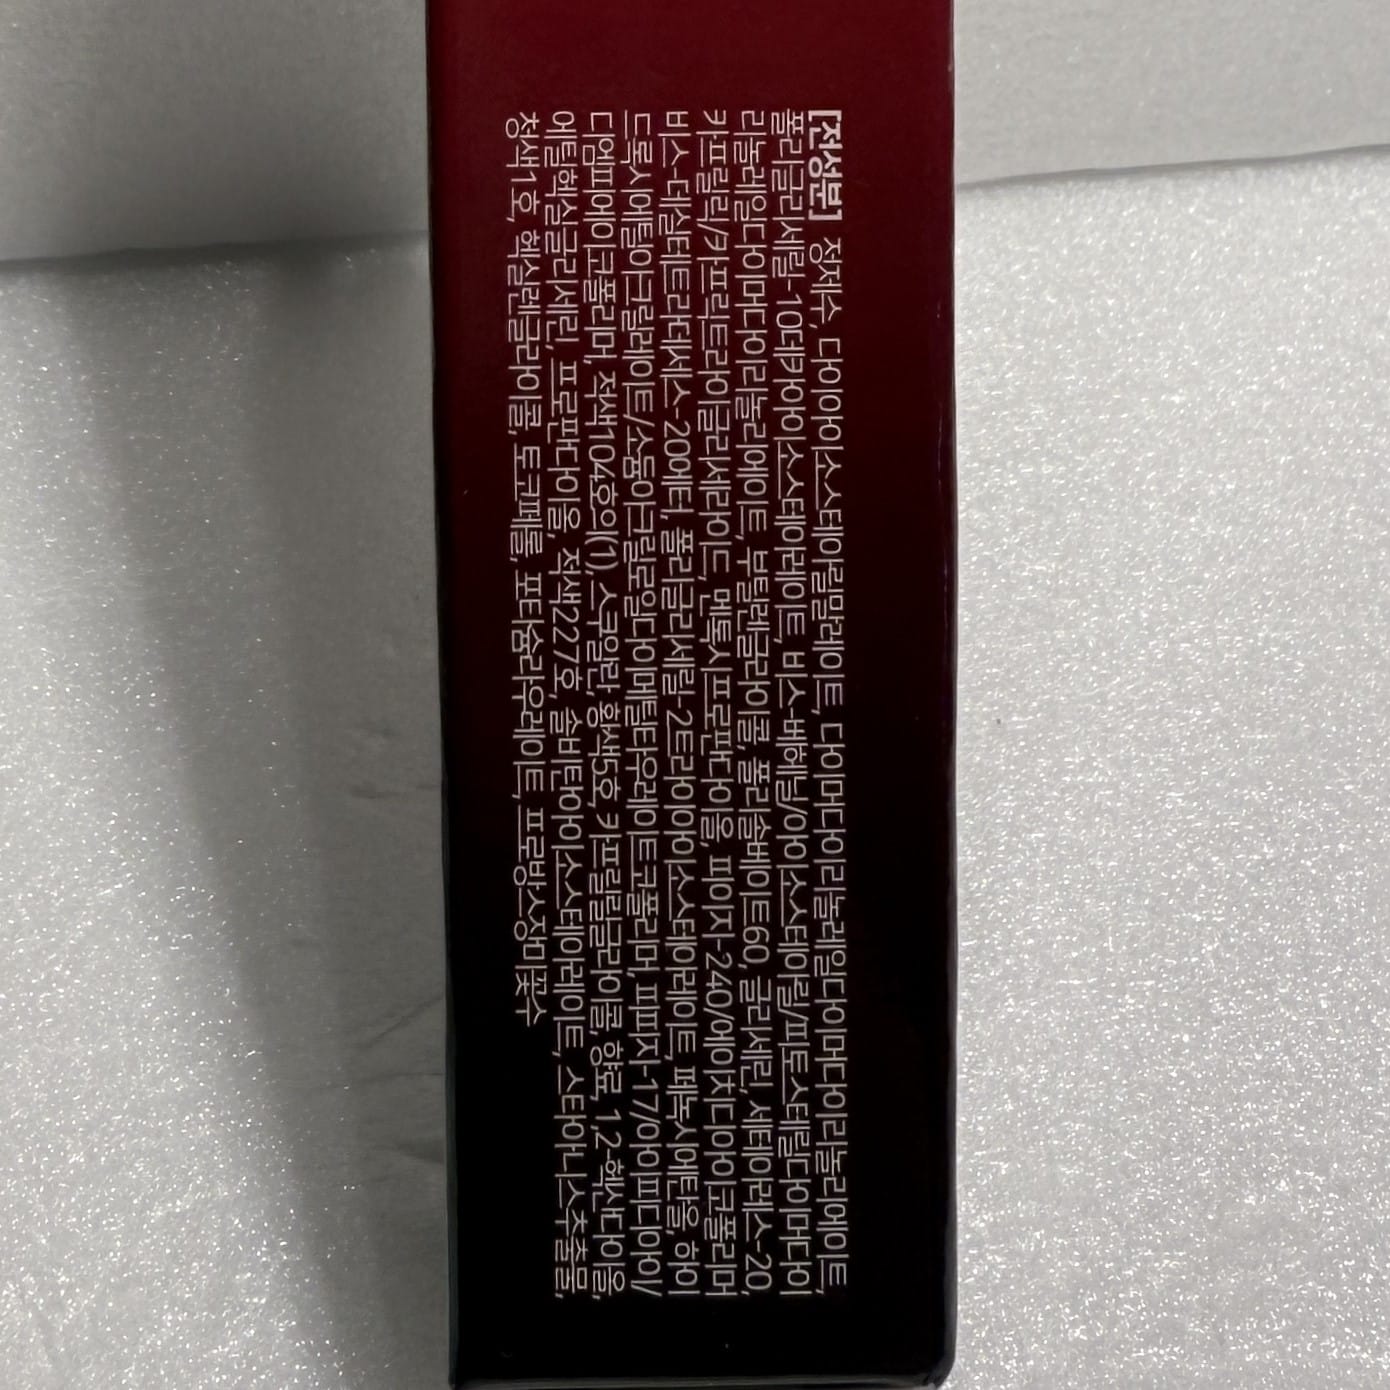 [전성분] 정제수, 다이아이소스테아릴말레이트, 다이머다이리놀레일다이머다이리놀리에이트,
폴리글리세릴-10데카아이소스테아레이트, 비스-베헤닐/아이소스테아릴/피토스테릴다이머다이
리놀레일다이머다이리놀리에이트, 부틸렌글라이콜, 폴리솔베이트60, 글리세린, 세테아레스-20,
카프릴릭/카프릭트라이글리세라이드, 멘톡시프로판다이올, 피이지-240/에이치디아이코폴리머
비스-데실테트라데세스-20에터, 폴리글리세릴-2트라이아이소스테아레이트, 페녹시에탄올, 하이
드록시에틸아크릴레이트/소듐아크릴로일다이메틸타우레이트코폴리머, 피피지-17/아이피디아이/
디엠피에이코폴리머, 적색104호의(1), 스쿠알란, 황색5호, 카프릴릴글라이콜, 향료, 1,2-헥산다이올,
에틸헥실글리세린, 프로판다이올, 적색227호, 솔비탄아이소스테아레이트, 스타아니스추출물,
청색1호, 헥실렌글라이콜, 토코페롤, 포타슘라우레이트, 프로방스장미꽃수